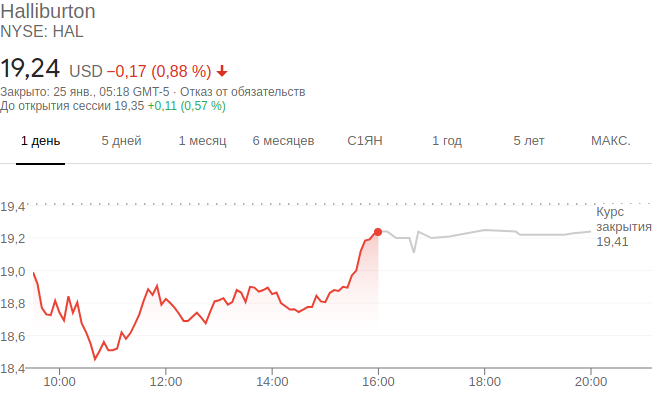 Halliburton
NYSE: HAL
19,24 USD −0,17 (0,88 %)
Закрыто: 25 янв., 05:18 GMT-5 · Отказ от обязательств
До открытия сессии 19,35 +0,11 (0,57 %)
1 день 5 дней 1 месяц 6 месяцев С1ЯН 1 год 5 лет МАКС.
19,4
Курс
закрытия
19,41
19,2
19,0
18,8
18,6
18,4
10:00 12:00 14:00 16:00 18:00 20:00